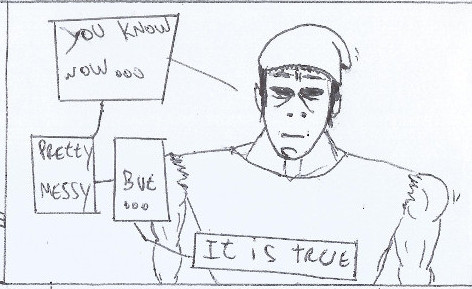 YOU KNOW
NOW ...
PRETTY
MESSY
BUT
...
IT IS TRUE